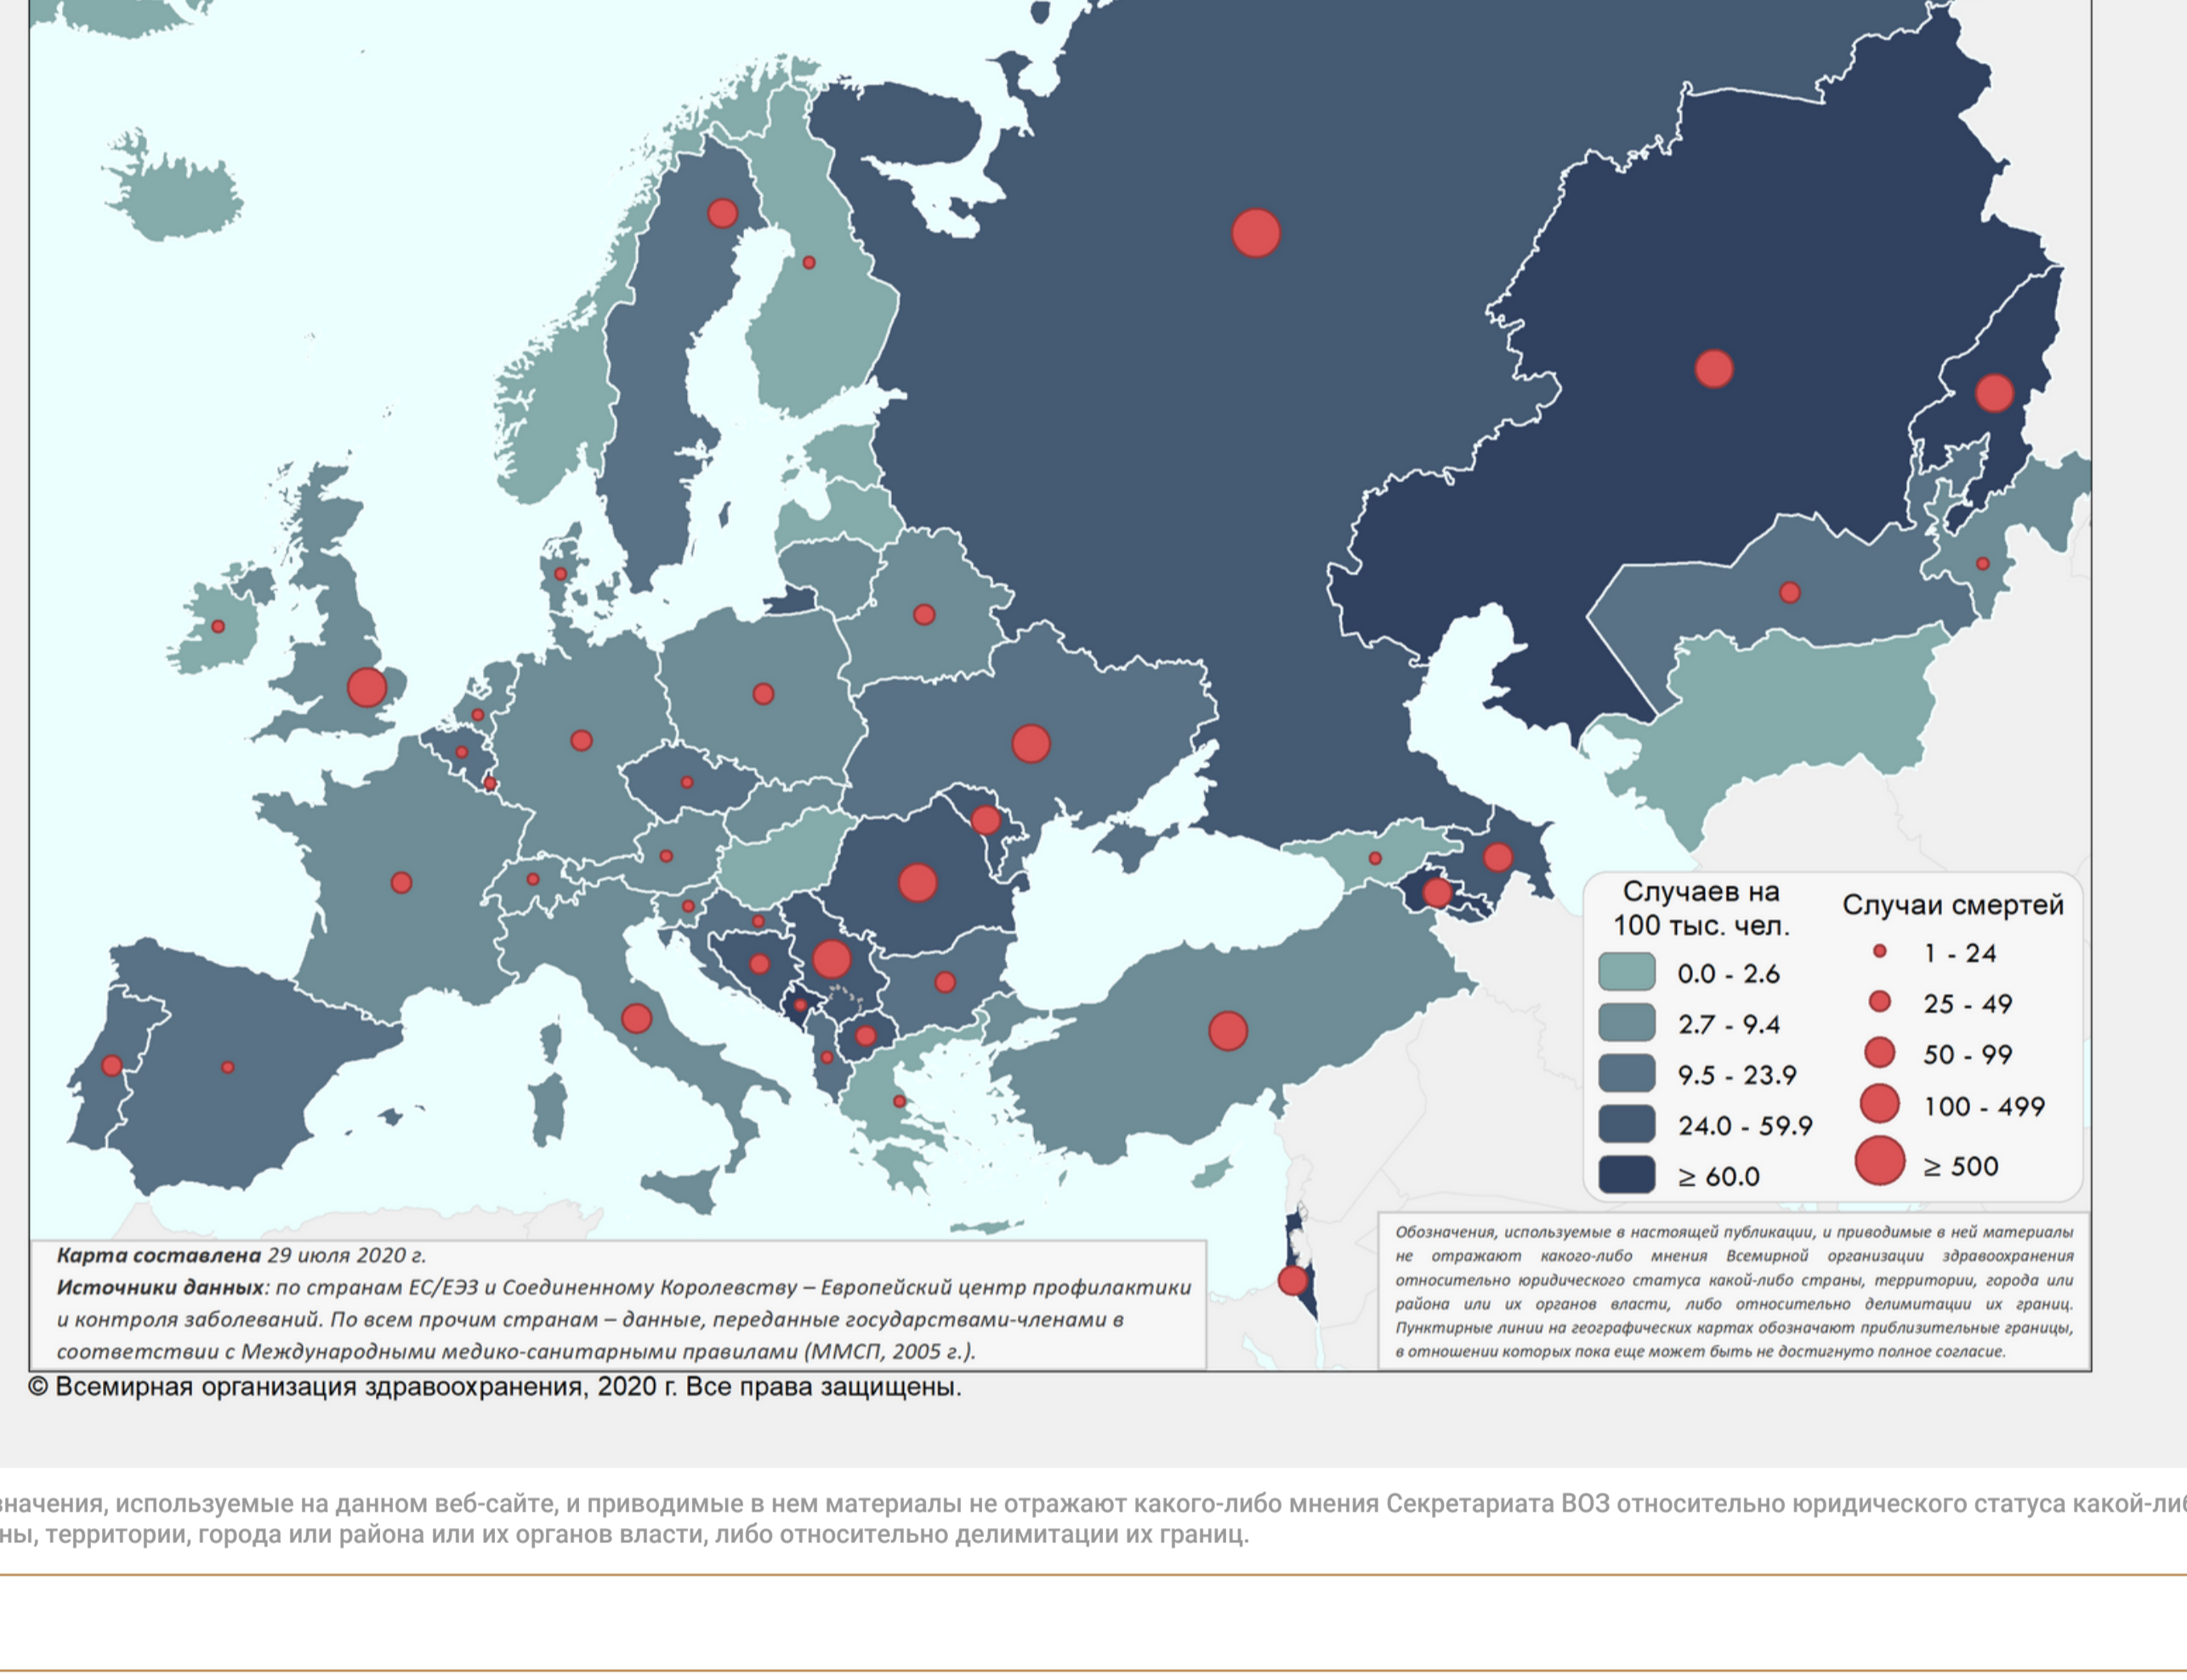 Случаев на
100 тыс. чел.
0.0 - 2.6
2.7 - 9.4
9.5 - 23.9
24.0 - 59.9
≥ 60.0
Случаи смертей
1 - 24
25 - 49
50 - 99
100 - 499
≥ 500
Карта составлена 29 июля 2020 г.
Источники данных: по странам ЕС/ЕЭЗ и Соединенному Королевству – Европейский центр профилактики
и контроля заболеваний. По всем прочим странам – данные, переданные государствами-членами в
соответствии с Международными медико-санитарными правилами (ММСП, 2005 г.).
Обозначения, используемые в настоящей публикации, и приводимые в ней материалы
не отражают какого-либо мнения Всемирной организации здравоохранения
относительно юридического статуса какой-либо страны, территории, города или
района или их органов власти, либо относительно делимитации их границ.
Пунктирные линии на географических картах обозначают приблизительные границы,
в отношении которых пока еще может быть не достигнуто полное согласие.
© Всемирная организация здравоохранения, 2020 г. Все права защищены.
значения, используемые на данном веб-сайте, и приводимые в нем материалы не отражают какого-либо мнения Секретариата ВОЗ относительно юридического статуса какой-либ
ны, территории, города или района или их органов власти, либо относительно делимитации их границ.